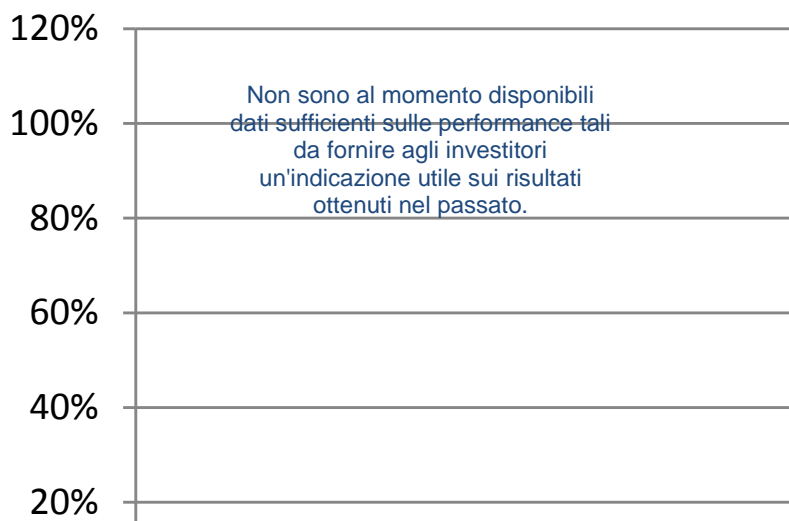 120%
Non sono al momento disponibili
100%
dati sufficienti sulle performance tali
da fornire agli investitori
un'indicazione utile sui risultati
ottenuti nel passato.
80%
60%
40%
20%